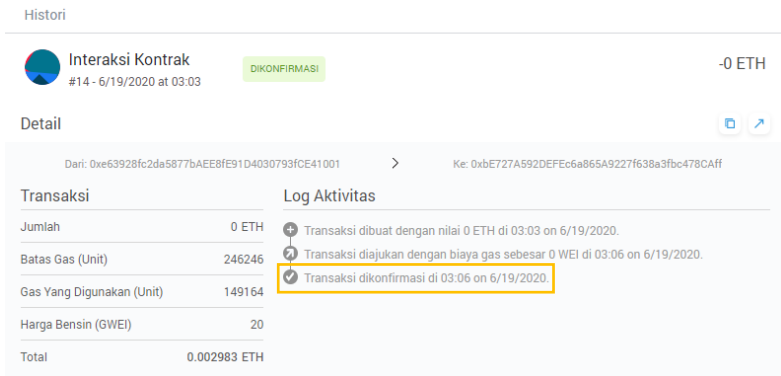 Histori
Interaksi Kontrak
#14 - 6/19/2020 at 03:03
DIKONFIRMASI
-0 ETH
Detail
Dari: 0xe63928fc2da5877bAEE8fE91D4030793fCE41001 > Ke: 0xbE727A592DEFEc6a865A9227f638a3fbc478CAff
Transaksi
Jumlah 0 ETH
Batas Gas (Unit) 246246
Gas Yang Digunakan (Unit) 149164
Harga Bensin (GWEI) 20
Total 0.002983 ETH
Log Aktivitas
Transaksi dibuat dengan nilai 0 ETH di 03:03 on 6/19/2020.
Transaksi diajukan dengan biaya gas sebesar 0 WEI di 03:06 on 6/19/2020.
Transaksi dikonfirmasi di 03:06 on 6/19/2020.